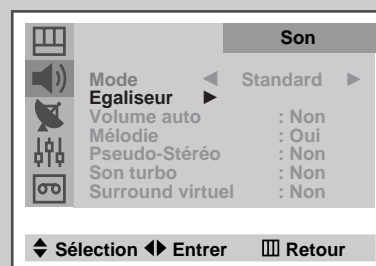 Son
Mode ◀ Standard ▶
Egaliseur ▶
Volume auto : Non
Mélodie : Oui
Pseudo-Stéréo : Non
Son turbo : Non
Surround virtuel : Non
Sélection Entrer Retour